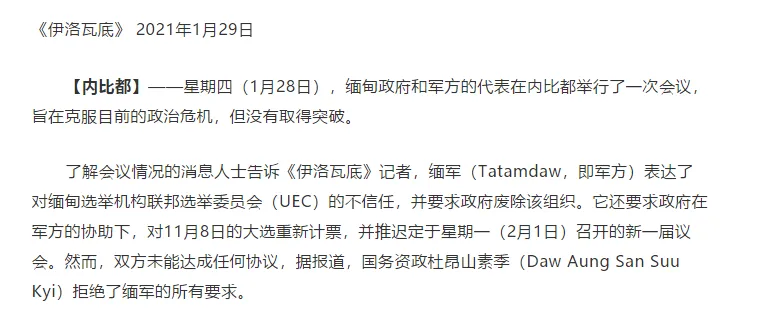 《伊洛瓦底》 2021年1月29日
【内比都】——星期四（1月28日），缅甸政府和军方的代表在内比都举行了一次会议，
旨在克服目前的政治危机，但没有取得突破。
了解会议情况的消息人士告诉《伊洛瓦底》记者，缅军（Tatamdaw，即军方）表达了
对缅甸选举机构联邦选举委员会（UEC）的不信任，并要求政府废除该组织。它还要求政府在
军方的协助下，对11月8日的大选重新计票，并推迟定于星期一（2月1日）召开的新一届议
会。然而，双方未能达成任何协议，据报道，国务资政杜昂山素季（Daw Aung San Suu
Kyi）拒绝了缅军的所有要求。